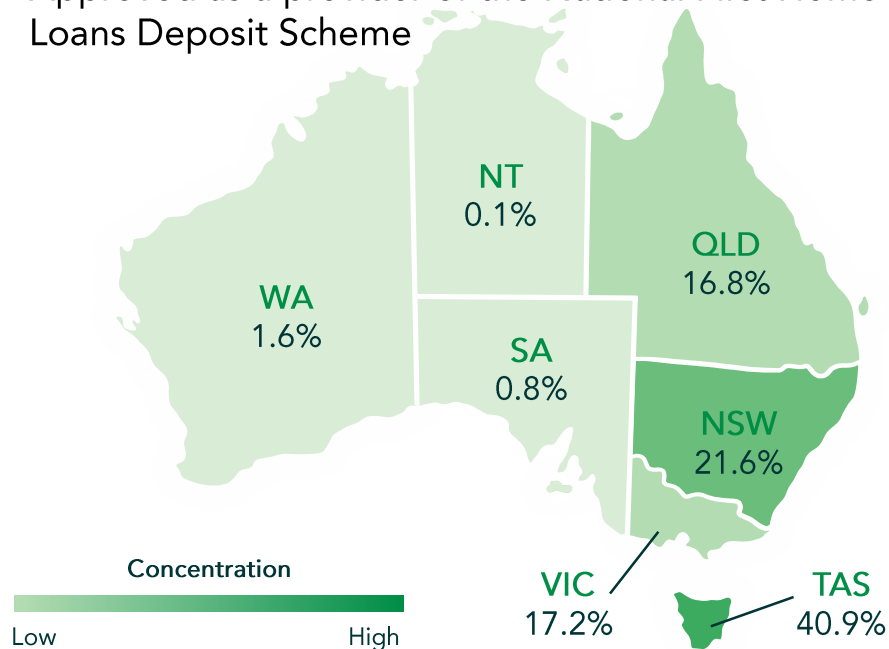 Loans Deposit Scheme
NT
0.1%
QLD
16.8%
WA
1.6%
SA
0.8%
NSW
21.6%
Concentration
Low
High
VIC
17.2%
TAS
40.9%